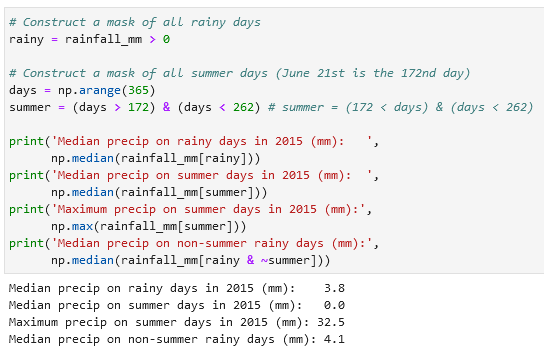 # Construct a mask of all rainy days
rainy = rainfall_mm > 0
# Construct a mask of all summer days (June 21st is the 172nd day)
days = np.arange(365)
summer = (days > 172) & (days < 262) # summer = (172 < days) & (days < 262)
print('Median precip on rainy days in 2015 (mm):   ',
      np.median(rainfall_mm[rainy]))
print('Median precip on summer days in 2015 (mm):  ',
      np.median(rainfall_mm[summer]))
print('Maximum precip on summer days in 2015 (mm):',
      np.max(rainfall_mm[summer]))
print('Median precip on non-summer rainy days (mm):',
      np.median(rainfall_mm[rainy & ~summer]))
Median precip on rainy days in 2015 (mm):    3.8
Median precip on summer days in 2015 (mm):   0.0
Maximum precip on summer days in 2015 (mm): 32.5
Median precip on non-summer rainy days (mm): 4.1